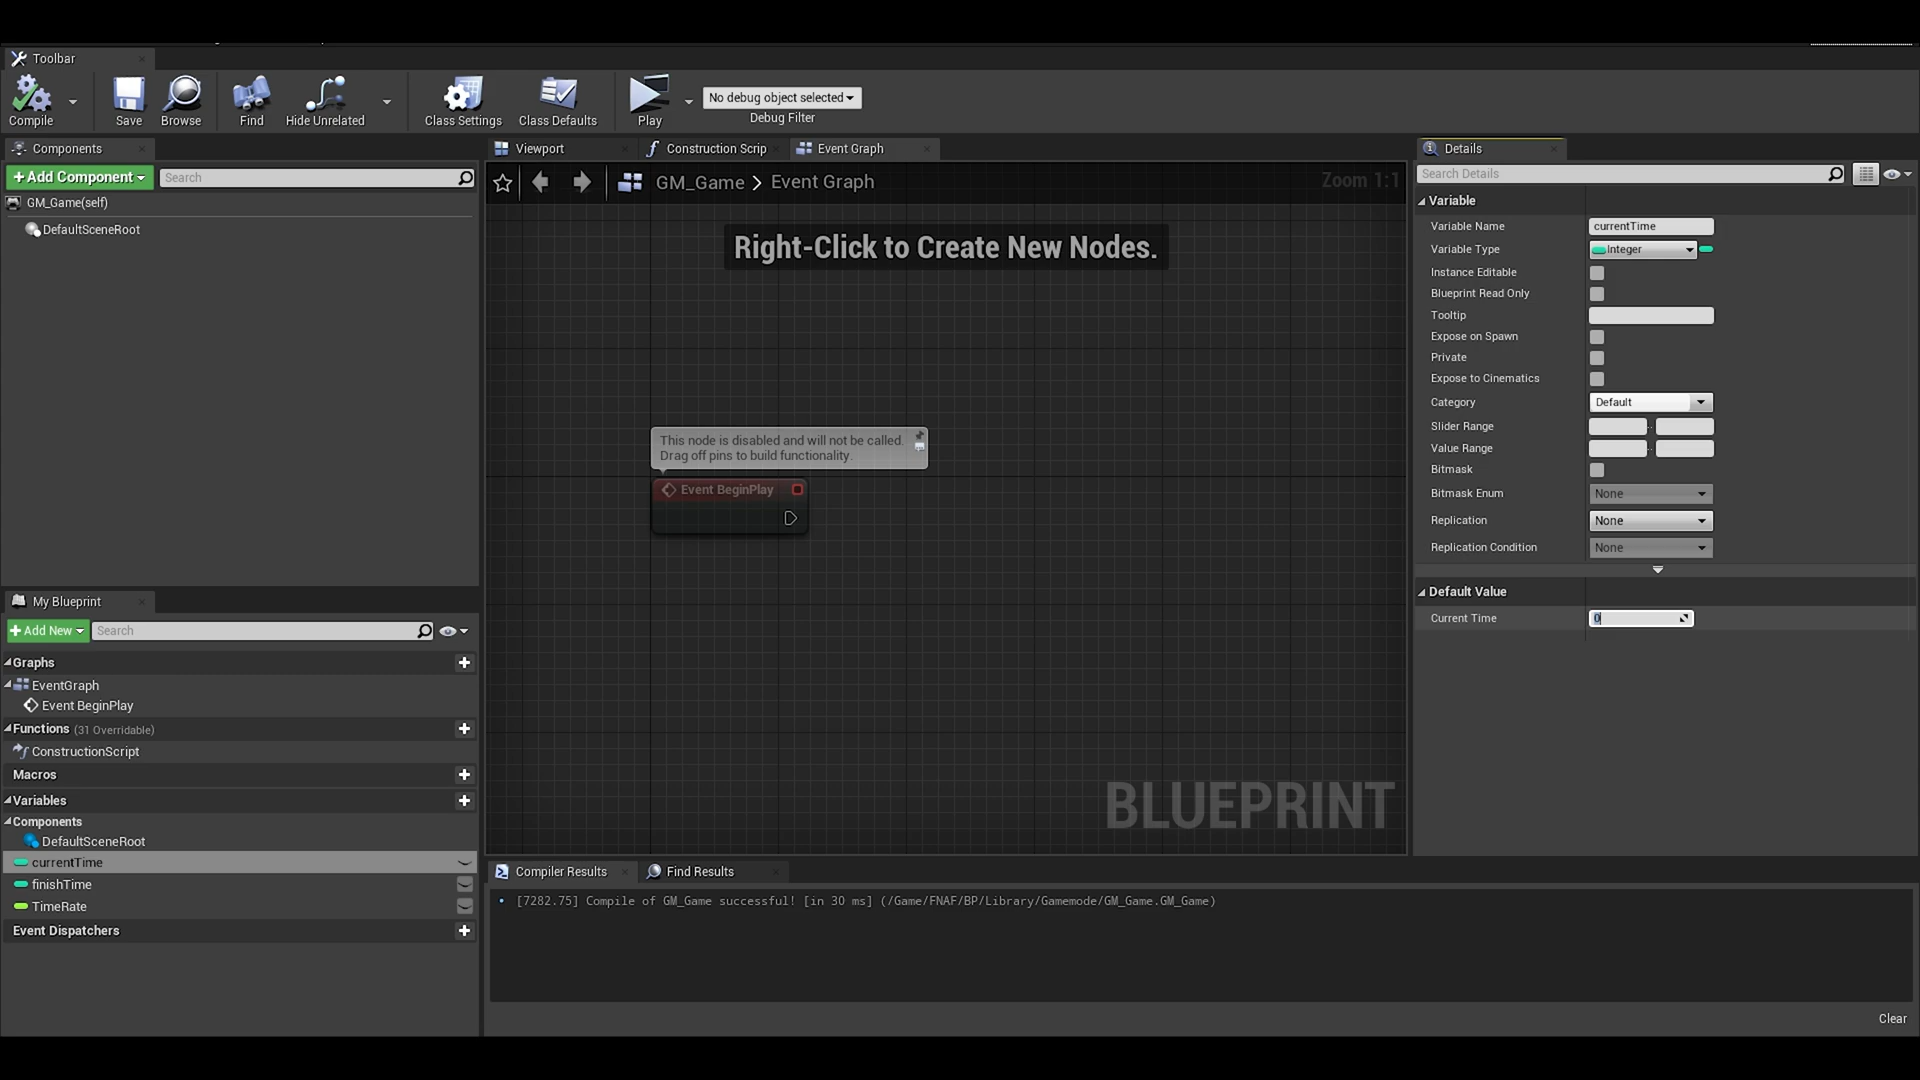 Toolbar
Compile
Save
Browse
Find
Hide Unrelated
Class Settings
Class Defaults
Play
No debug object selected
Debug Filter
Components
+ Add Component
Search
GM_Game(self)
DefaultSceneRoot
Viewport
Construction Scrip
Event Graph
GM_Game > Event Graph
Zoom 1:1
Right-Click to Create New Nodes.
This node is disabled and will not be called.
Drag off pins to build functionality.
Event BeginPlay
BLUEPRINT
My Blueprint
+ Add New
Search
Graphs
EventGraph
Event BeginPlay
Functions (31 Overridable)
ConstructionScript
Macros
Variables
Components
DefaultSceneRoot
currentTime
finishTime
TimeRate
Event Dispatchers
Compiler Results
Find Results
[7282.75] Compile of GM_Game successful! [in 30 ms] (/Game/FNAF/BP/Library/Gamemode/GM_Game.GM_Game)
Clear
Details
Search Details
Variable
Variable Name currentTime
Variable Type Integer
Instance Editable
Blueprint Read Only
Tooltip
Expose on Spawn
Private
Expose to Cinematics
Category Default
Slider Range
Value Range
Bitmask
Bitmask Enum None
Replication None
Replication Condition None
Default Value
Current Time 0